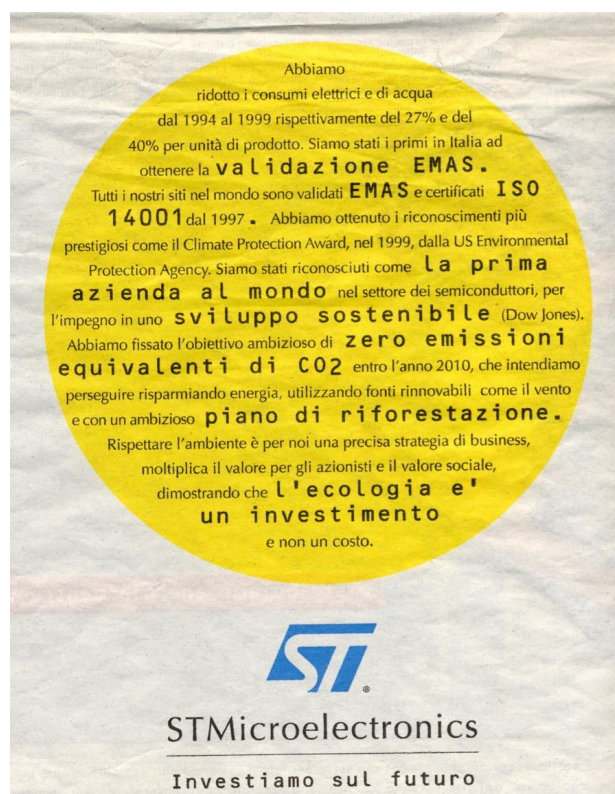 Abbiamo
ridotto i consumi elettrici e di acqua
dal 1994 al 1999 rispettivamente del 27% e del
40% per unità di prodotto. Siamo stati i primi in Italia ad
ottenere la validazione EMAS.
Tutti i nostri siti nel mondo sono validati EMAS e certificati ISO
14001 dal 1997. Abbiamo ottenuto i riconoscimenti più
prestigiosi come il Climate Protection Award, nel 1999, dalla US Environmental
Protection Agency. Siamo stati riconosciuti come la prima
azienda al mondo nel settore dei semiconduttori, per
l'impegno in uno sviluppo sostenibile (Dow Jones).
Abbiamo fissato l'obiettivo ambizioso di zero emissioni
equivalenti di CO2 entro l'anno 2010, che intendiamo
perseguire risparmiando energia, utilizzando fonti rinnovabili come il vento
e con un ambizioso piano di riforestazione.
Rispettare l'ambiente è per noi una precisa strategia di business,
moltiplica il valore per gli azionisti e il valore sociale,
dimostrando che l'ecologia e'
un investimento
e non un costo.
ST®
STMicroelectronics
Investiamo sul futuro